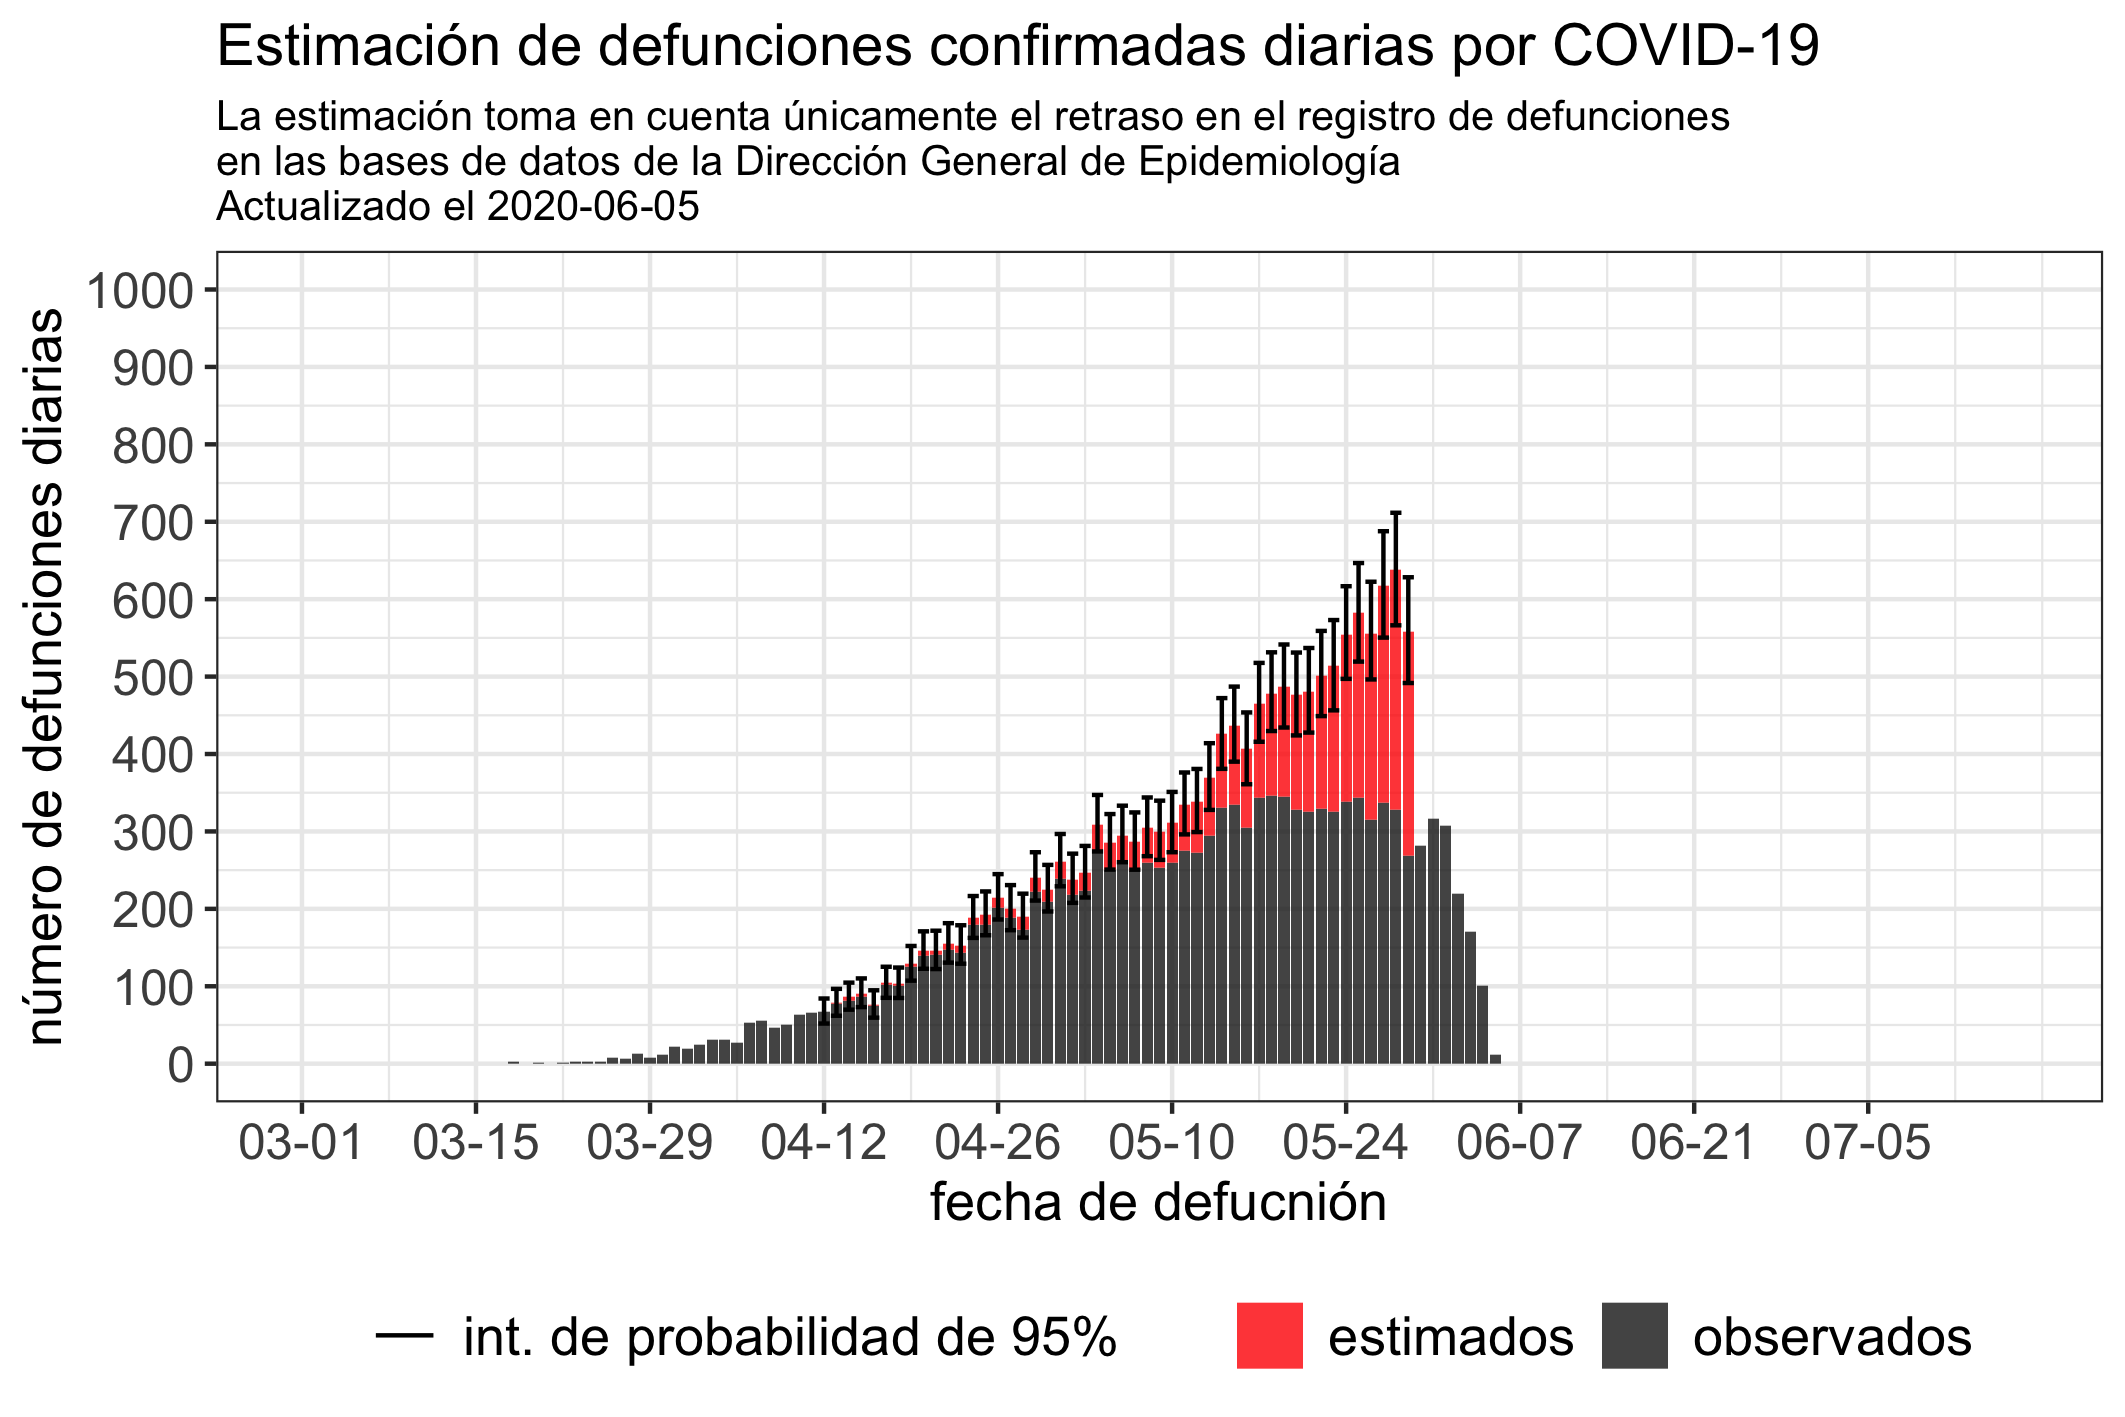 Estimación de defunciones confirmadas diarias por COVID-19
La estimación toma en cuenta únicamente el retraso en el registro de defunciones
en las bases de datos de la Dirección General de Epidemiología
Actualizado el 2020-06-05
número de defunciones diarias
1000
900
800
700
600
500
400
300
200
100
0
03-01 03-15 03-29 04-12 04-26 05-10 05-24 06-07 06-21 07-05
fecha de defucnión
int. de probabilidad de 95% estimados observados